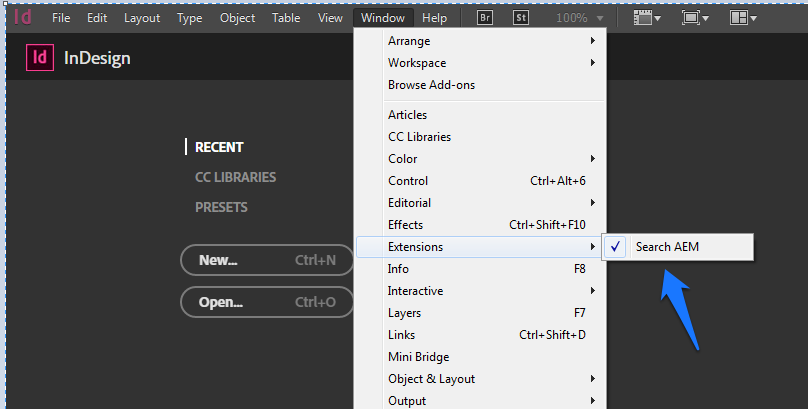 Id File Edit Layout Type Object Table View Window Help Br St 100%
Id InDesign
RECENT
CC LIBRARIES
PRESETS
New... Ctrl+N
Open... Ctrl+O
Arrange
Workspace
Browse Add-ons
Articles
CC Libraries
Color
Control Ctrl+Alt+6
Editorial
Effects Ctrl+Shift+F10
Extensions
Search AEM
Info F8
Interactive
Layers F7
Links Ctrl+Shift+D
Mini Bridge
Object & Layout
Output